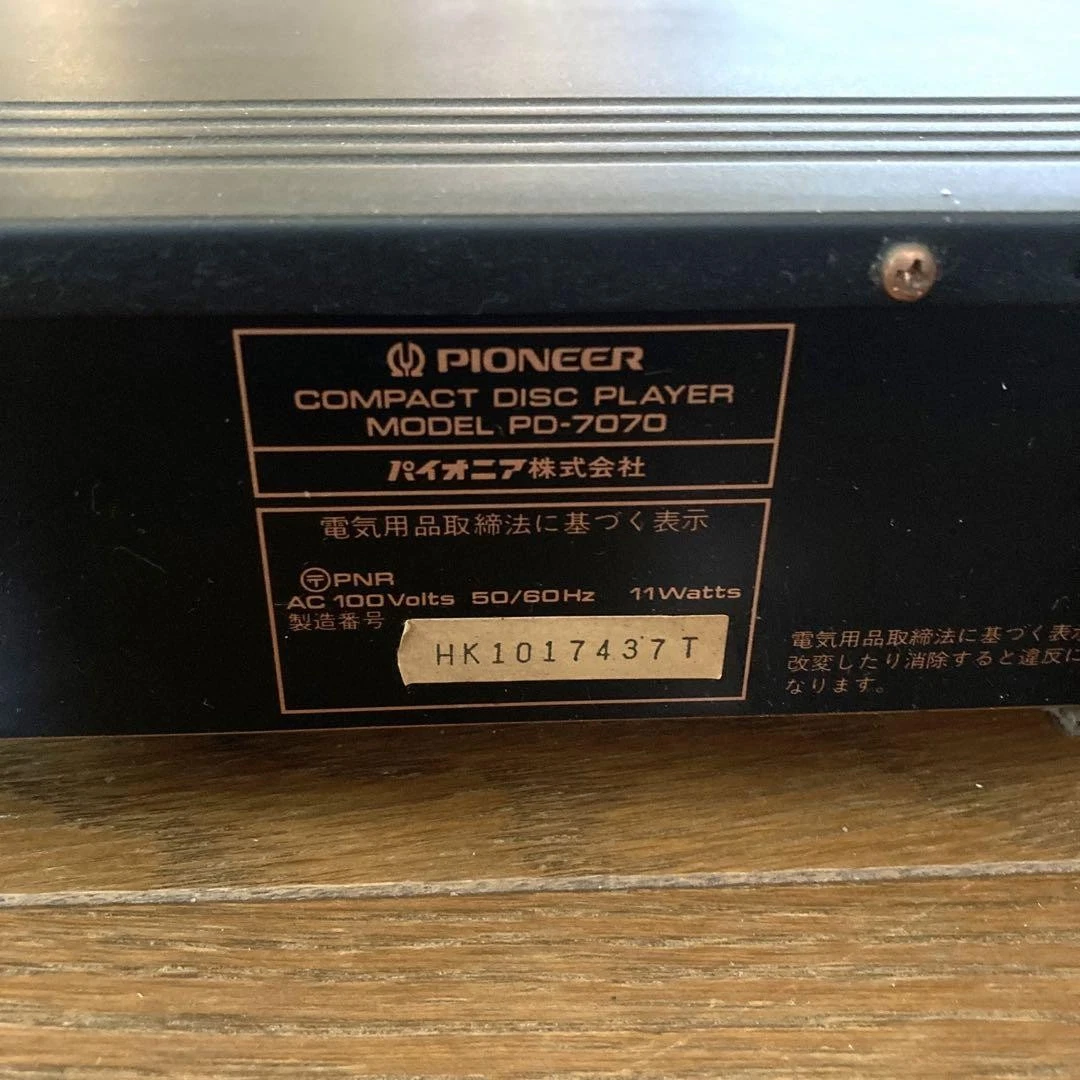 PIONEER
COMPACT DISC PLAYER
MODEL PD-7070
パイオニア株式会社
電気用品取締法に基づく表示
〒PNR
AC 100Volts 50/60Hz 11Watts
製造番号
HK1017437T
電気用品取締法に基づく表示
改変したり消除すると違反に
なります。